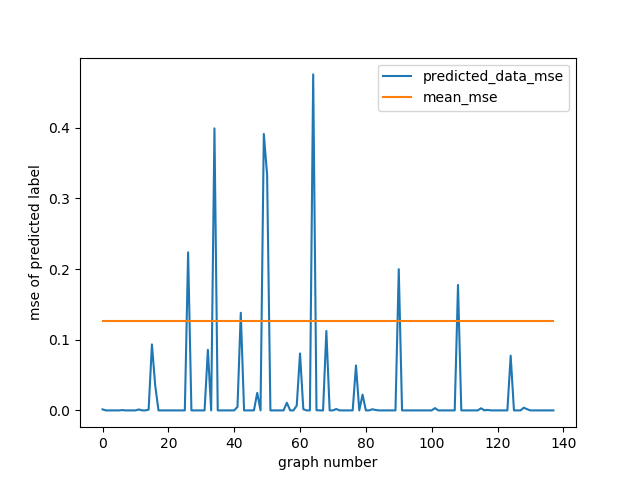 predicted_data_mse
mean_mse
mse of predicted label
0.4
0.3
0.2
0.1
0.0
0 20 40 60 80 100 120 140
graph number